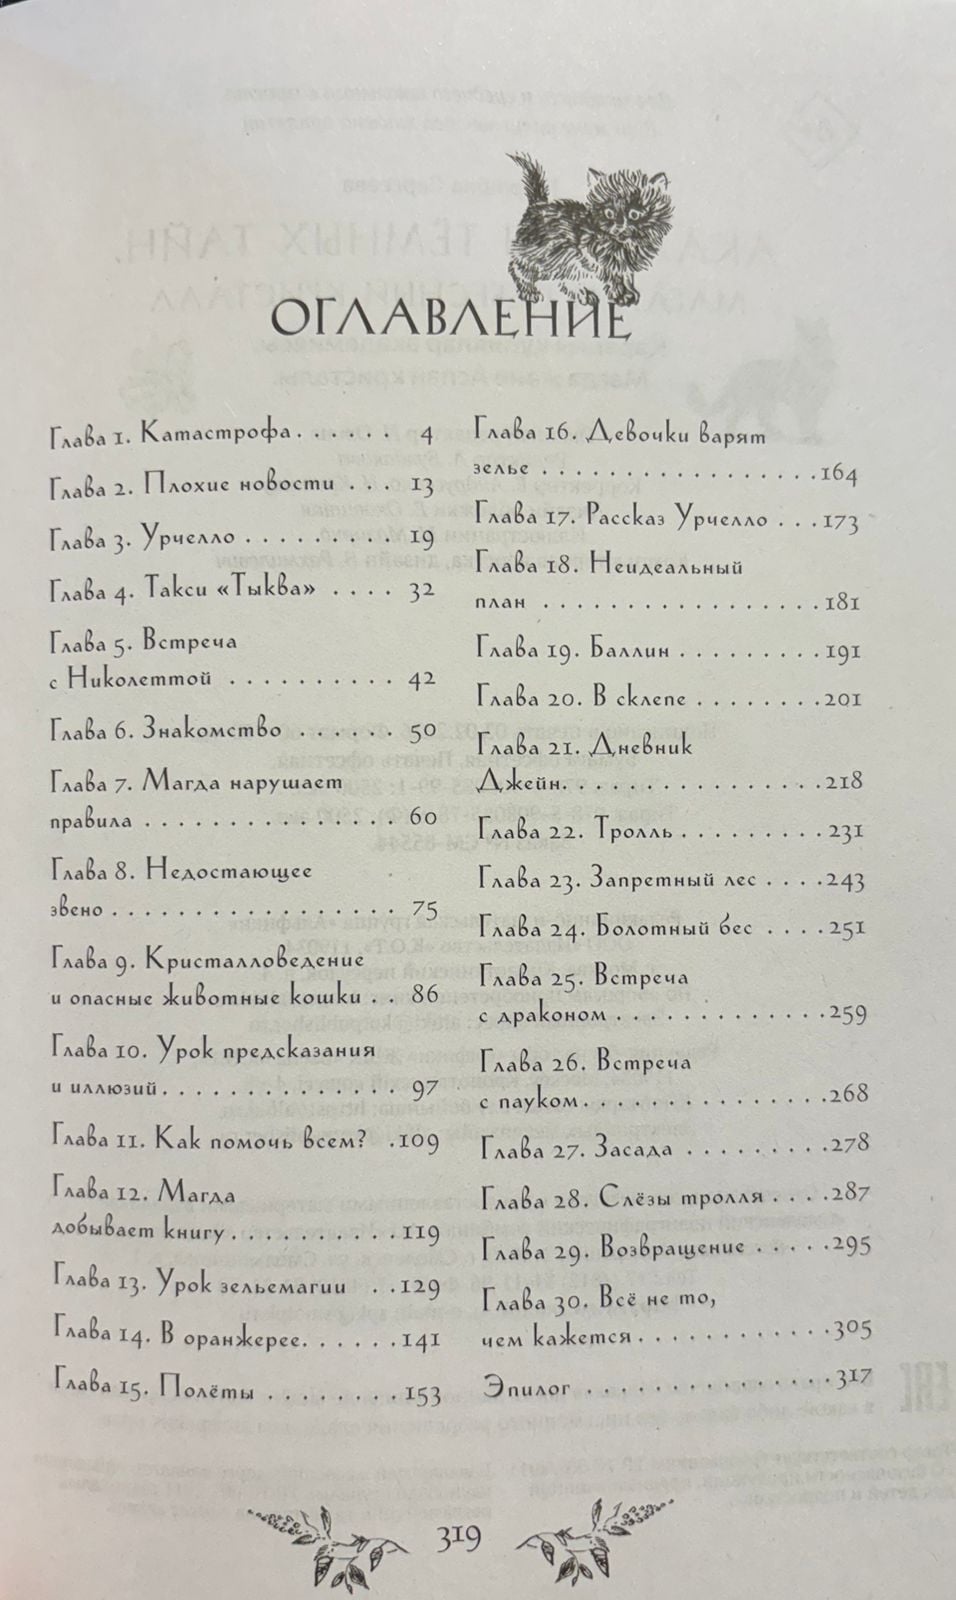 ОГЛАВЛЕНИЕ
Глава 1. Катастрофа. . . . . . 4
Глава 2. Плохие новости . . . 13
Глава 3. Урчелло . . . . . . . . . 19
Глава 4. Такси «Тыква» . . . . 32
Глава 5. Встреча
с Николеттой . . . . . . . . . . 42
Глава 6. Знакомство . . . . . . 50
Глава 7. Магда нарушает
правила . . . . . . . . . . . . . . 60
Глава 8. Недостающее
звено . . . . . . . . . . . . . . . . 75
Глава 9. Кристалловедение
и опасные животные кошки . . 86
Глава 10. Урок предсказания
и иллюзий. . . . . . . . . . . . . 97
Глава 11. Как помочь всем? .109
Глава 12. Магда
добывает книгу . . . . . . . . . . 119
Глава 13. Урок зельемагии . .129
Глава 14. В оранжерее. . . . . .141
Глава 15. Полёты . . . . . . . . 153
Глава 16. Девочки варят
зелье . . . . . . . . . . . . . . . . .164
Глава 17. Рассказ Урчелло . . .173
Глава 18. Неидеальный
план . . . . . . . . . . . . . . . . .181
Глава 19. Баллин . . . . . . . . .191
Глава 20. В склепе . . . . . . . .201
Глава 21. Дневник
Джейн. . . . . . . . . . . . . . . .218
Глава 22. Тролль . . . . . . . . .231
Глава 23. Запретный лес . . . .243
Глава 24. Болотный бес . . . .251
Глава 25. Встреча
с драконом . . . . . . . . . . . . .259
Глава 26. Встреча
с пауком. . . . . . . . . . . . . . .268
Глава 27. Засада . . . . . . . . .278
Глава 28. Слёзы тролля . . . .287
Глава 29. Возвращение . . . . .295
Глава 30. Всё не то,
чем кажется . . . . . . . . . . . .305
Эпилог . . . . . . . . . . . . . . .317
319